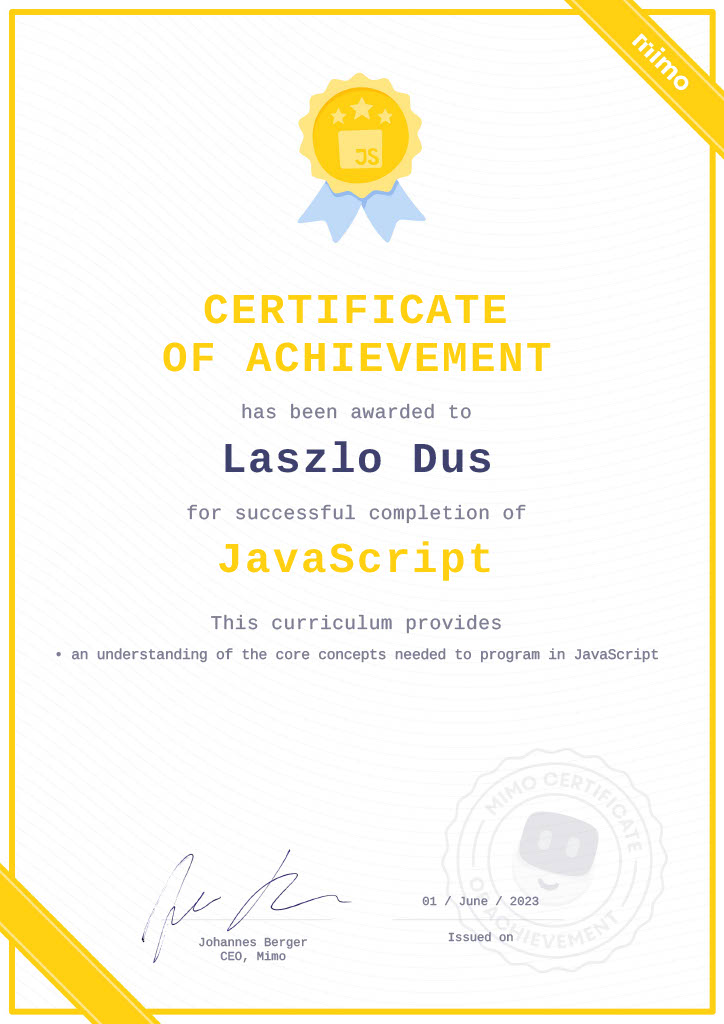 mimo
JS
CERTIFICATE
OF ACHIEVEMENT
has been awarded to
Laszlo Dus
for successful completion of
JavaScript
This curriculum provides
• an understanding of the core concepts needed to program in JavaScript
MIMO CERTIFICATE
OF ACHIEVEMENT
01 / June / 2023
Issued on
Johannes Berger
CEO, Mimo